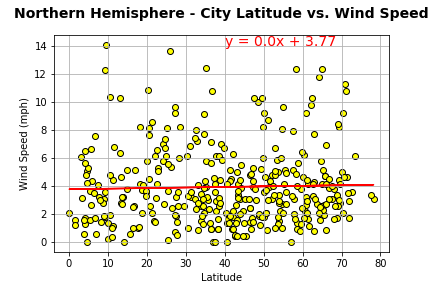 Northern Hemisphere - City Latitude vs. Wind Speed
y = 0.0x + 3.77
14
12
10
8
6
4
2
0
Wind Speed (mph)
0 10 20 30 40 50 60 70 80
Latitude